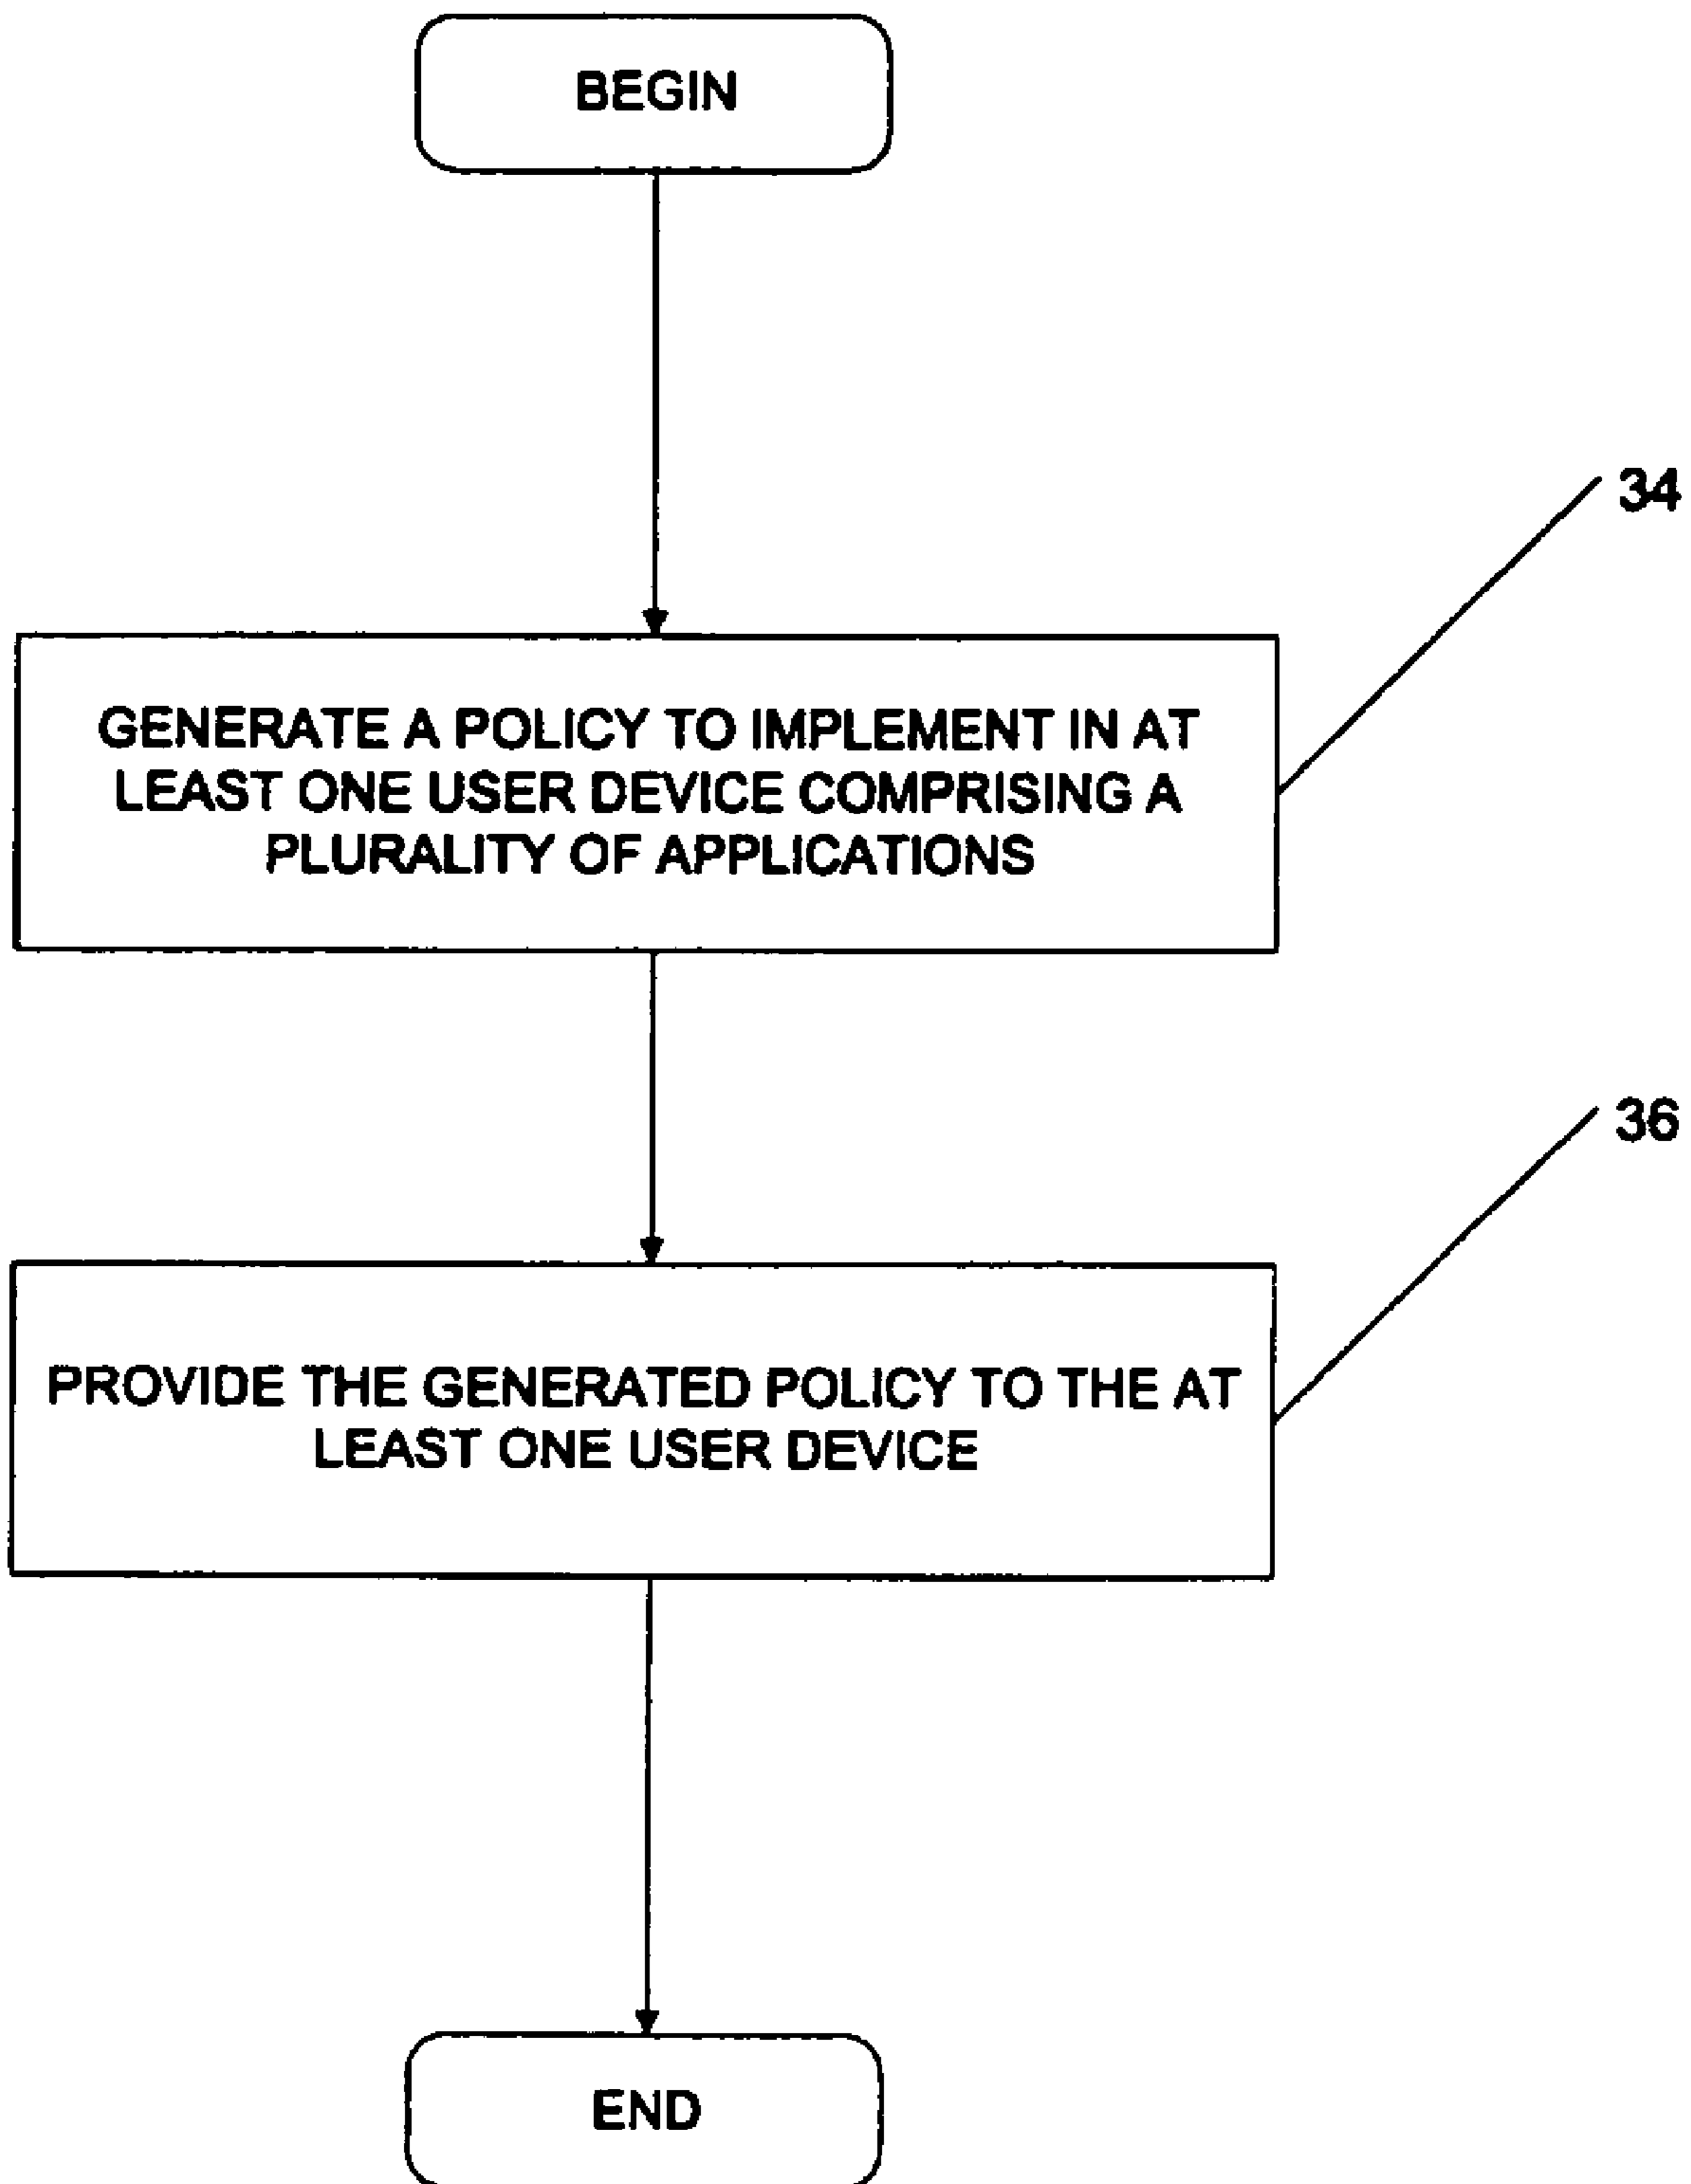 BEGIN
34
GENERATE A POLICY TO IMPLEMENT IN AT
LEAST ONE USER DEVICE COMPRISING A
PLURALITY OF APPLICATIONS
36
PROVIDE THE GENERATED POLICY TO THE AT
LEAST ONE USER DEVICE
END